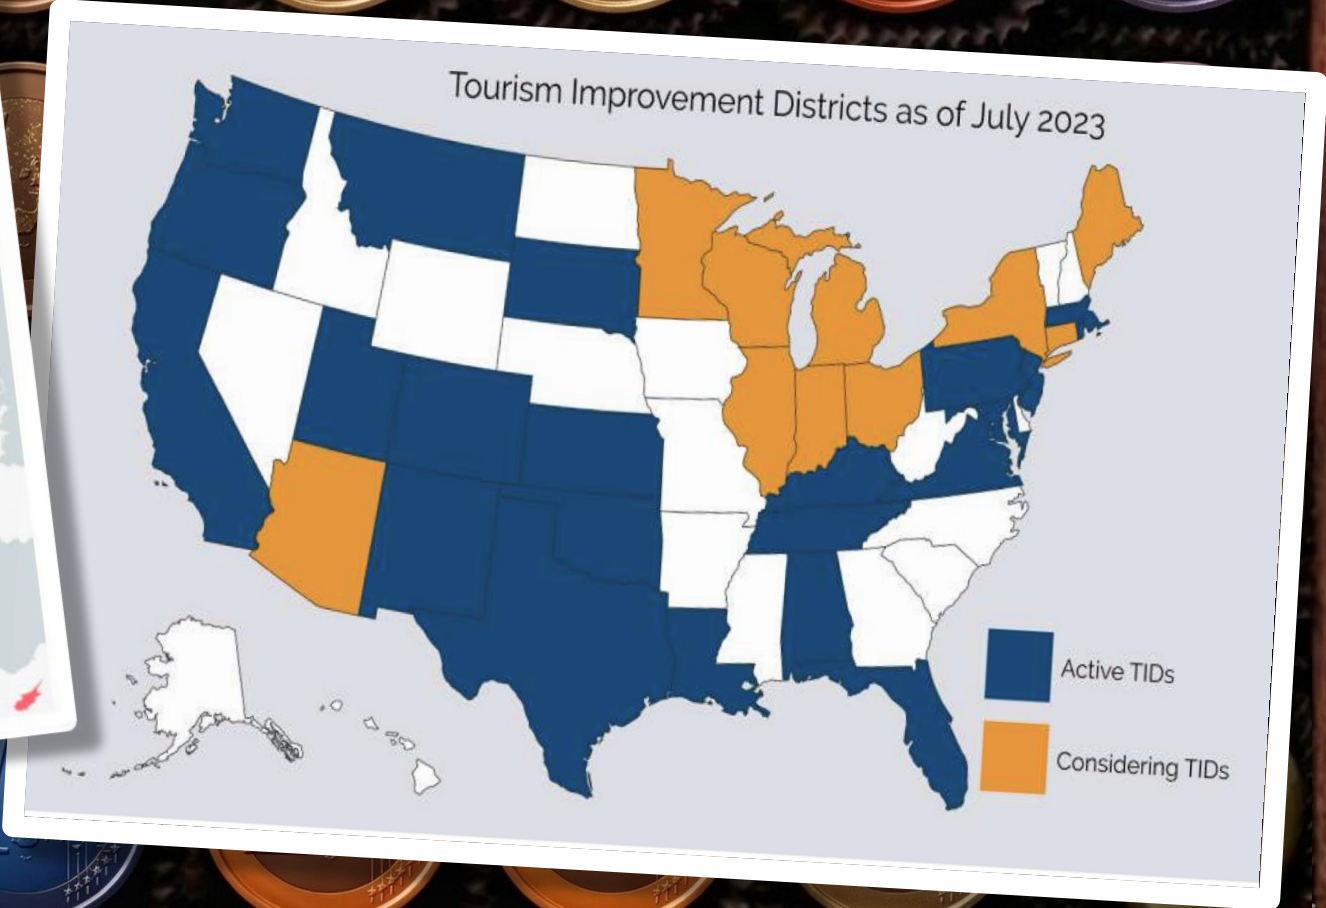 Tourism Improvement Districts as of July 2023
Active TIDs
Considering TIDs